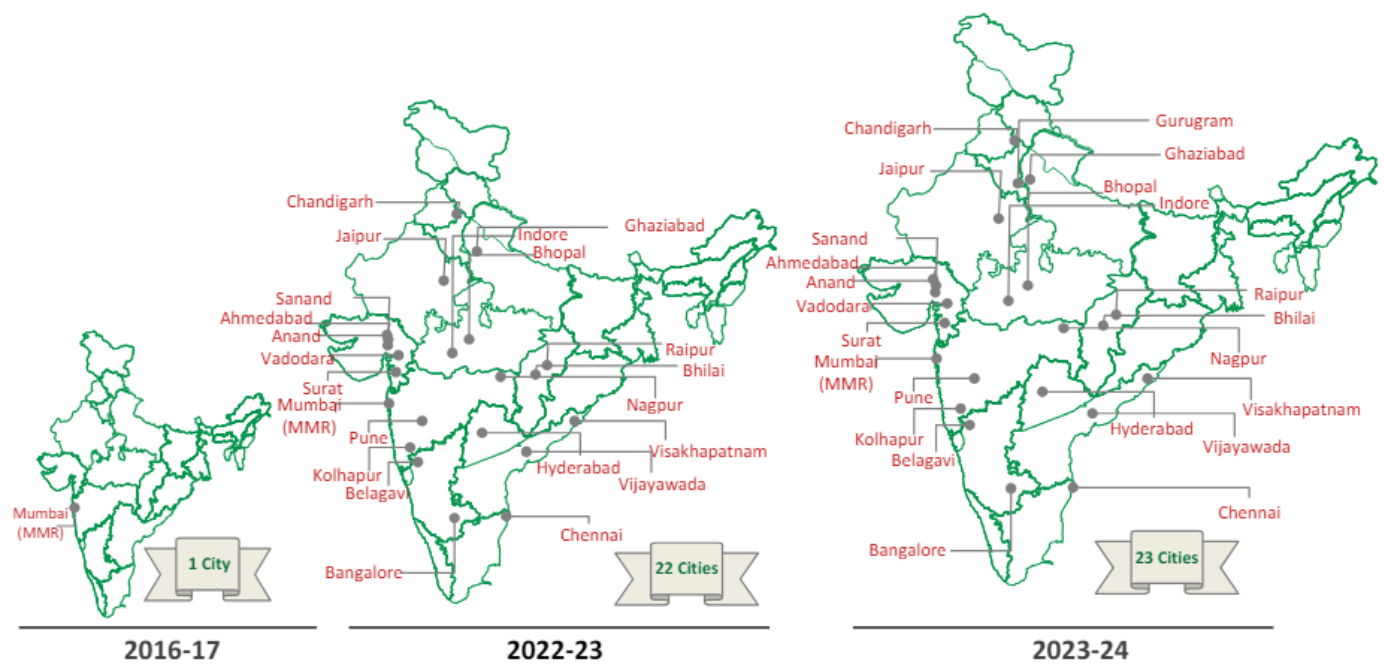 Mumbai
(MMR)
1 City
2016-17
Chandigarh
Ghaziabad
Jaipur
Indore
Bhopal
Sanand
Ahmedabad
Anand
Vadodara
Raipur
Bhilai
Surat
Mumbai
(MMR)
Nagpur
Pune
Visakhapatnam
Kolhapur
Hyderabad
Belagavi
Vijayawada
Chennai
Bangalore
22 Cities
2022-23
Gurugram
Chandigarh
Ghaziabad
Jaipur
Bhopal
Indore
Sanand
Ahmedabad
Anand
Vadodara
Raipur
Bhilai
Surat
Mumbai
(MMR)
Nagpur
Pune
Visakhapatnam
Kolhapur
Hyderabad
Belagavi
Vijayawada
Chennai
Bangalore
23 Cities
2023-24